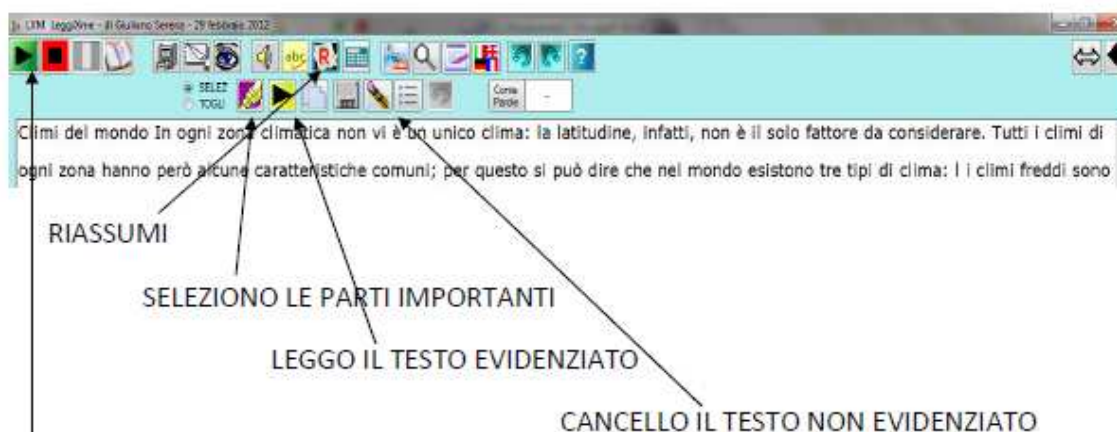 LXM LeggiXme - di Giuliano Serena - 29 febbraio 2012
abc R ?
SELEZ
TOGLI
Conta
Parole
Climi del mondo In ogni zona climatica non vi è un unico clima: la latitudine, infatti, non è il solo fattore da considerare. Tutti i climi di
ogni zona hanno però alcune caratteristiche comuni; per questo si può dire che nel mondo esistono tre tipi di clima: l i climi freddi sono
RIASSUMI
SELEZIONO LE PARTI IMPORTANTI
LEGGO IL TESTO EVIDENZIATO
CANCELLO IL TESTO NON EVIDENZIATO